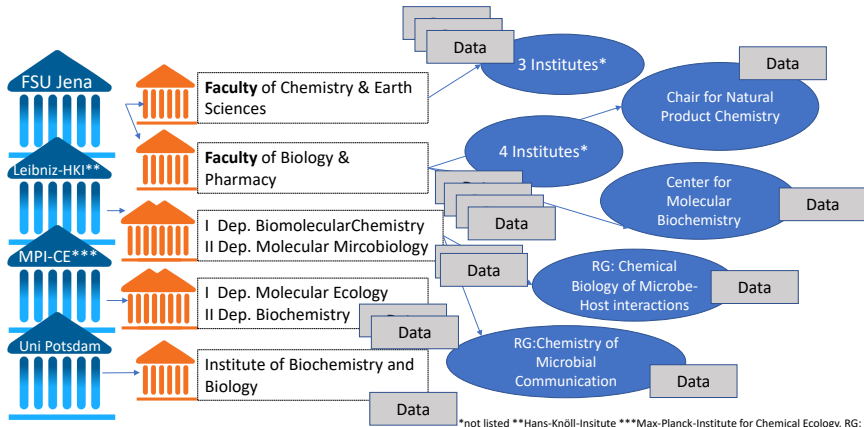 FSU Jena
Leibniz-HKI**
MPI-CE***
Uni Potsdam
Faculty of Chemistry & Earth
Sciences
Faculty of Biology &
Pharmacy
I Dep. BiomolecularChemistry
II Dep. Molecular Mircobiology
I Dep. Molecular Ecology
II Dep. Biochemistry
Institute of Biochemistry and
Biology
Data
3 Institutes*
Data
Chair for Natural
Product Chemistry
4 Institutes*
Data
Data
Center for
Molecular
Biochemistry
Data
Data
RG: Chemical
Biology of Microbe-
Host interactions
Data
Data
RG:Chemistry of
Microbial
Communication
Data
Data
*not listed **Hans-Knöll-Insitute ***Max-Planck-Institute for Chemical Ecology, RG: